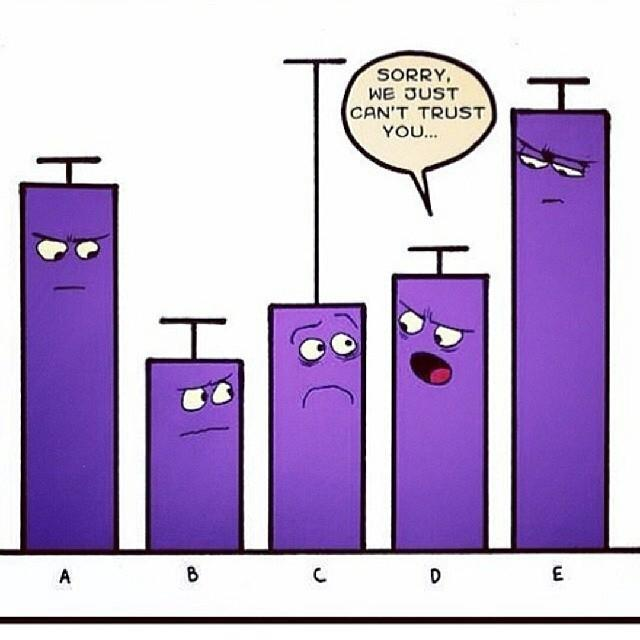 SORRY,
WE JUST
CAN'T TRUST
YOU...
A B C D E